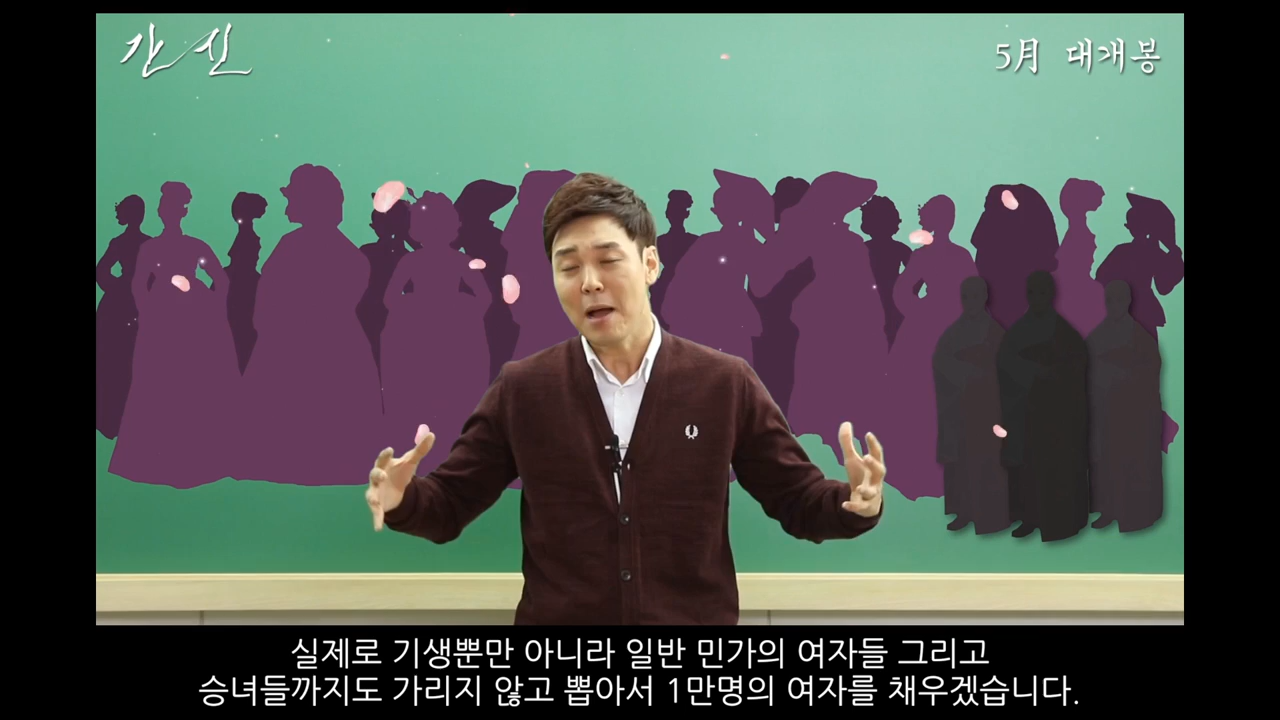 간신
5月 대개봉
실제로 기생뿐만 아니라 일반 민가의 여자들 그리고
승녀들까지도 가리지 않고 뽑아서 1만명의 여자를 채우겠습니다.